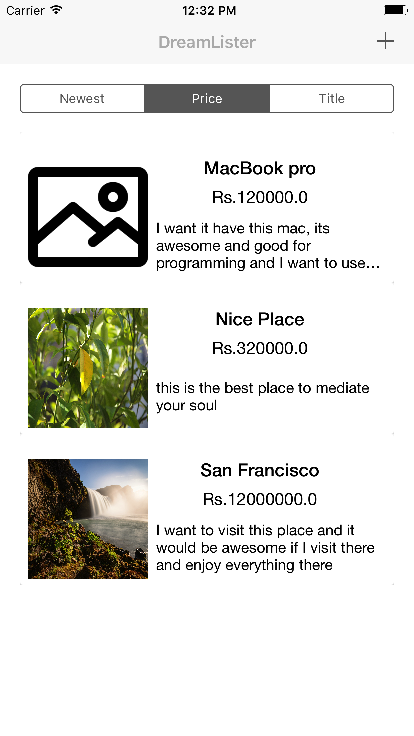 Carrier 12:32 PM
DreamLister
Newest Price Title
MacBook pro
Rs.120000.0
I want it have this mac, its
awesome and good for
programming and I want to use…
Nice Place
Rs.320000.0
this is the best place to mediate
your soul
San Francisco
Rs.12000000.0
I want to visit this place and it
would be awesome if I visit there
and enjoy everything there